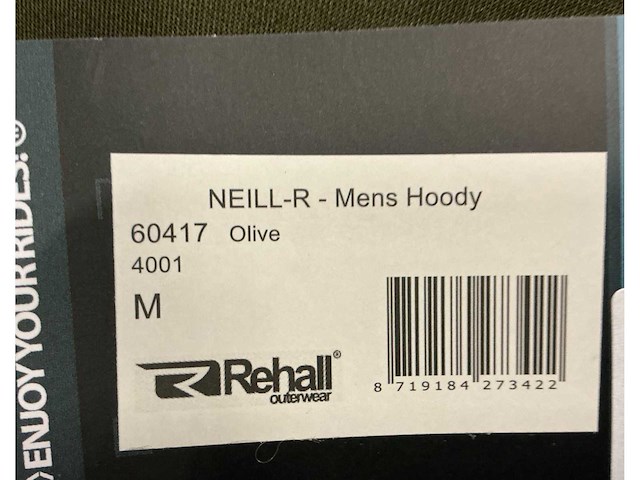 ENJOY YOUR RIDES!®
NEILL-R - Mens Hoody
60417 Olive
4001
M
Rehall®
outerwear
8 719184 273422